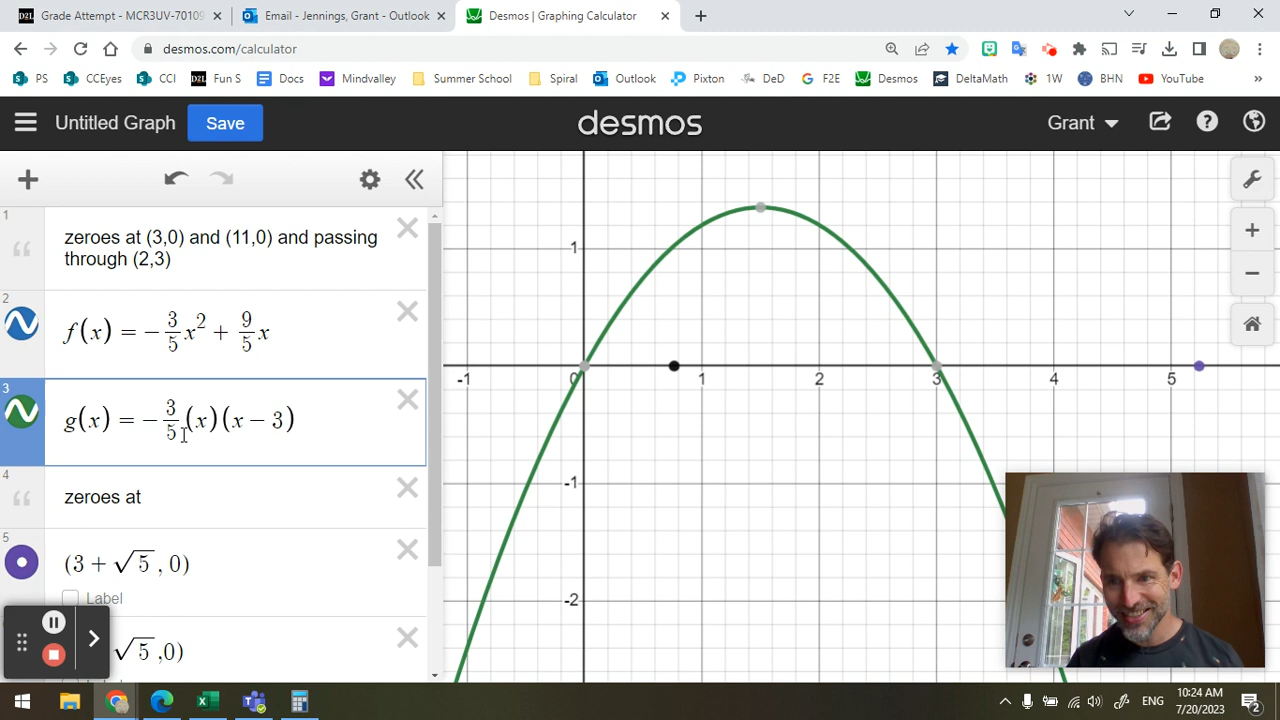 Grade Attempt - MCR3UV-70109
Email - Jennings, Grant - Outlook
Desmos | Graphing Calculator
desmos.com/calculator
PS
CCEyes
CCI
D2L
Fun S
Docs
Mindvalley
Summer School
Spiral
Outlook
Pixton
DeD
F2E
Desmos
DeltaMath
1W
BHN
YouTube
Untitled Graph
Save
desmos
Grant
1
zeroes at (3,0) and (11,0) and passing
through (2,3)
2
f(x) = −3/5x² + 9/5x
3
g(x) = −3/5(x)(x − 3)
4
zeroes at
5
(3 + √5, 0)
Label
√5,0)
1
-1
0
1
2
3
4
5
-1
-2
ENG
10:24 AM
7/20/2023
2